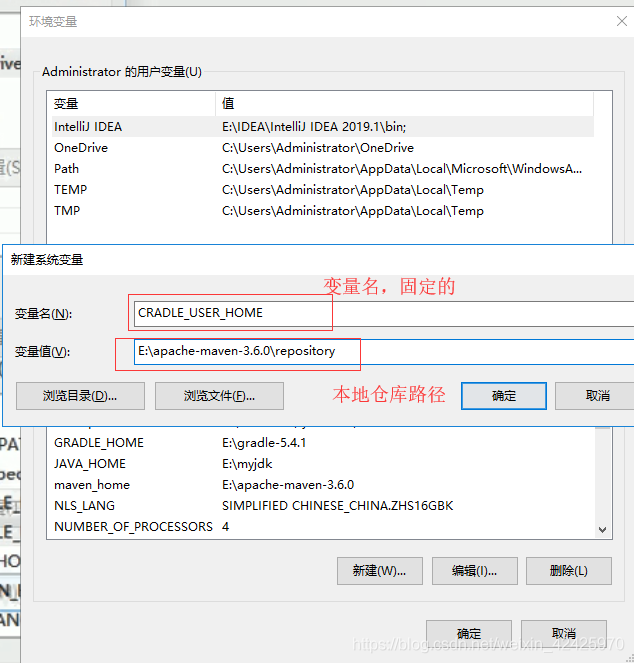 环境变量
Administrator 的用户变量(U)
变量 值
IntelliJ IDEA E:\IDEA\IntelliJ IDEA 2019.1\bin;
OneDrive C:\Users\Administrator\OneDrive
Path C:\Users\Administrator\AppData\Local\Microsoft\WindowsA...
TEMP C:\Users\Administrator\AppData\Local\Temp
TMP C:\Users\Administrator\AppData\Local\Temp
新建系统变量
变量名，固定的
变量名(N): CRADLE_USER_HOME
变量值(V): E:\apache-maven-3.6.0\repository
浏览目录(D)... 浏览文件(F)... 本地仓库路径 确定 取消
GRADLE_HOME E:\gradle-5.4.1
JAVA_HOME E:\myjdk
maven_home E:\apache-maven-3.6.0
NLS_LANG SIMPLIFIED CHINESE_CHINA.ZHS16GBK
NUMBER_OF_PROCESSORS 4
新建(W)... 编辑(I)... 删除(L)
确定 取消
https://blog.csdn.net/weixin_42425970